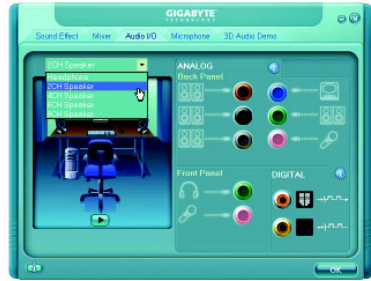 GIGABYTE
TECHNOLOGY
Sound Effect Mixer Audio I/O Microphone 3D Audio Demo
2CH Speaker
Headphone
2CH Speaker
4CH Speaker
6CH Speaker
8CH Speaker
ANALOG
Back Panel
Front Panel
DIGITAL
OK